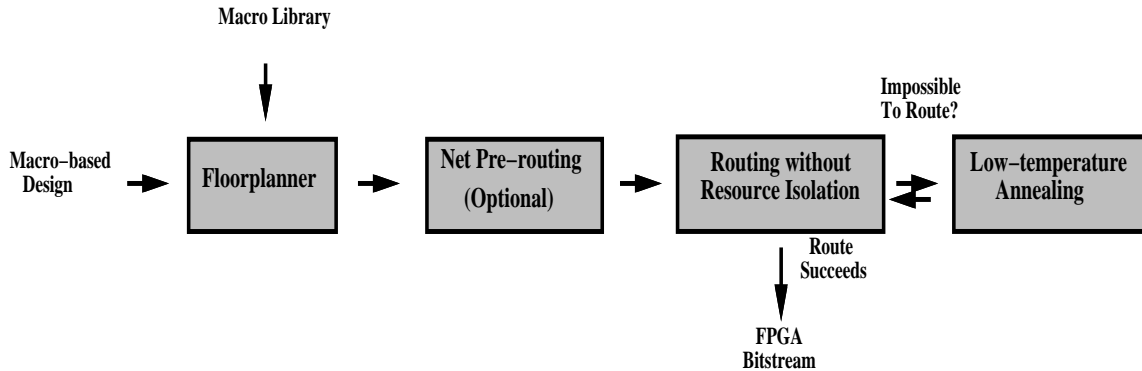 Macro Library
Macro-based
Design
Floorplanner
Net Pre-routing
(Optional)
Routing without
Resource Isolation
Impossible
To Route?
Low-temperature
Annealing
Route
Succeeds
FPGA
Bitstream